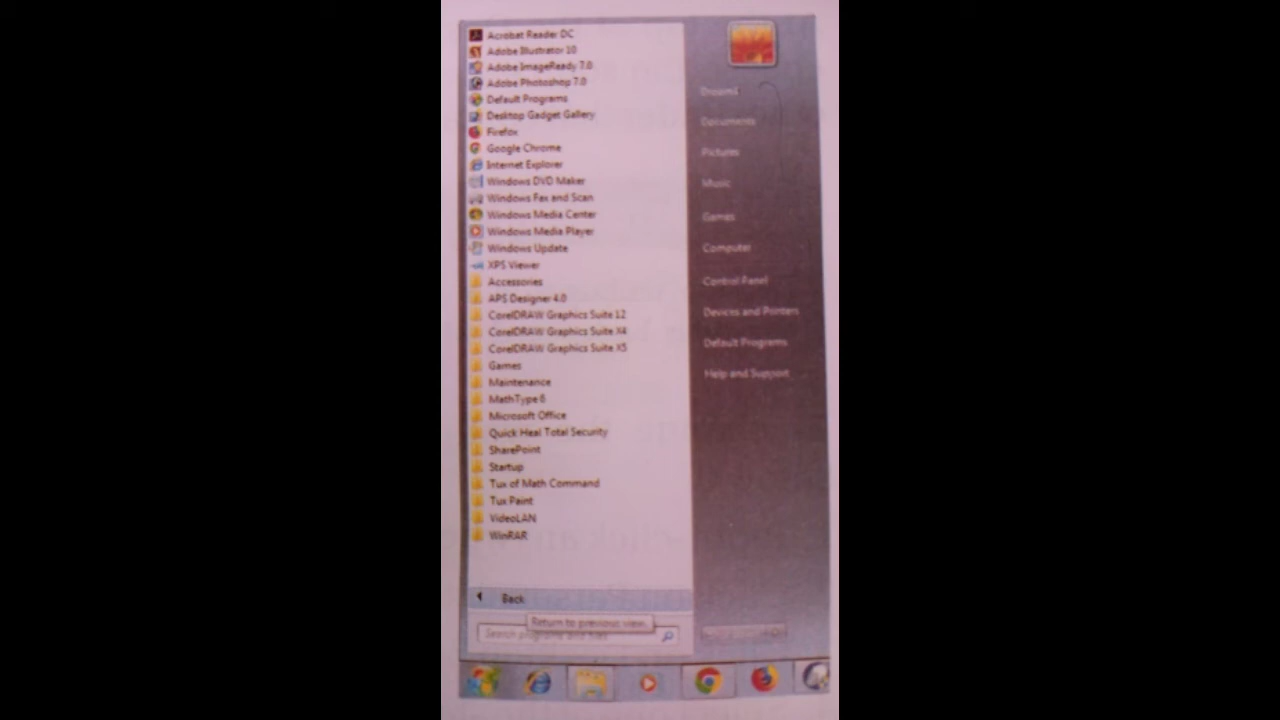 Acrobat Reader DC
Adobe Illustrator 10
Adobe ImageReady 7.0
Adobe Photoshop 7.0
Default Programs
Desktop Gadget Gallery
Firefox
Google Chrome
Internet Explorer
Windows DVD Maker
Windows Fax and Scan
Windows Media Center
Windows Media Player
Windows Update
XPS Viewer
Accessories
APS Designer 4.0
CorelDRAW Graphics Suite 12
CorelDRAW Graphics Suite X4
CorelDRAW Graphics Suite X5
Games
Maintenance
MathType 6
Microsoft Office
Quick Heal Total Security
SharePoint
Startup
Tux of Math Command
Tux Paint
VideoLAN
WinRAR
Back
Return to previous view
Search programs and files
Documents
Pictures
Music
Games
Computer
Control Panel
Devices and Printers
Default Programs
Help and Support